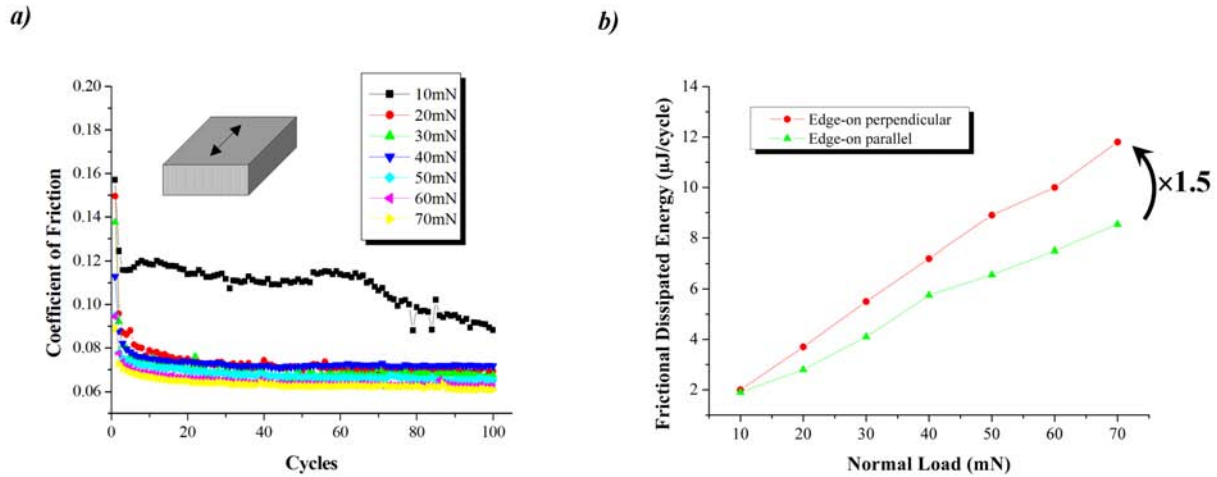 a)
0.20
0.18
0.16
0.14
0.12
0.10
0.08
0.06
Coefficient of Friction
10mN
20mN
30mN
40mN
50mN
60mN
70mN
0 20 40 60 80 100
Cycles
b)
14
12
10
8
6
4
2
Frictional Dissipated Energy (μJ/cycle)
Edge-on perpendicular
Edge-on parallel
×1.5
10 20 30 40 50 60 70
Normal Load (mN)